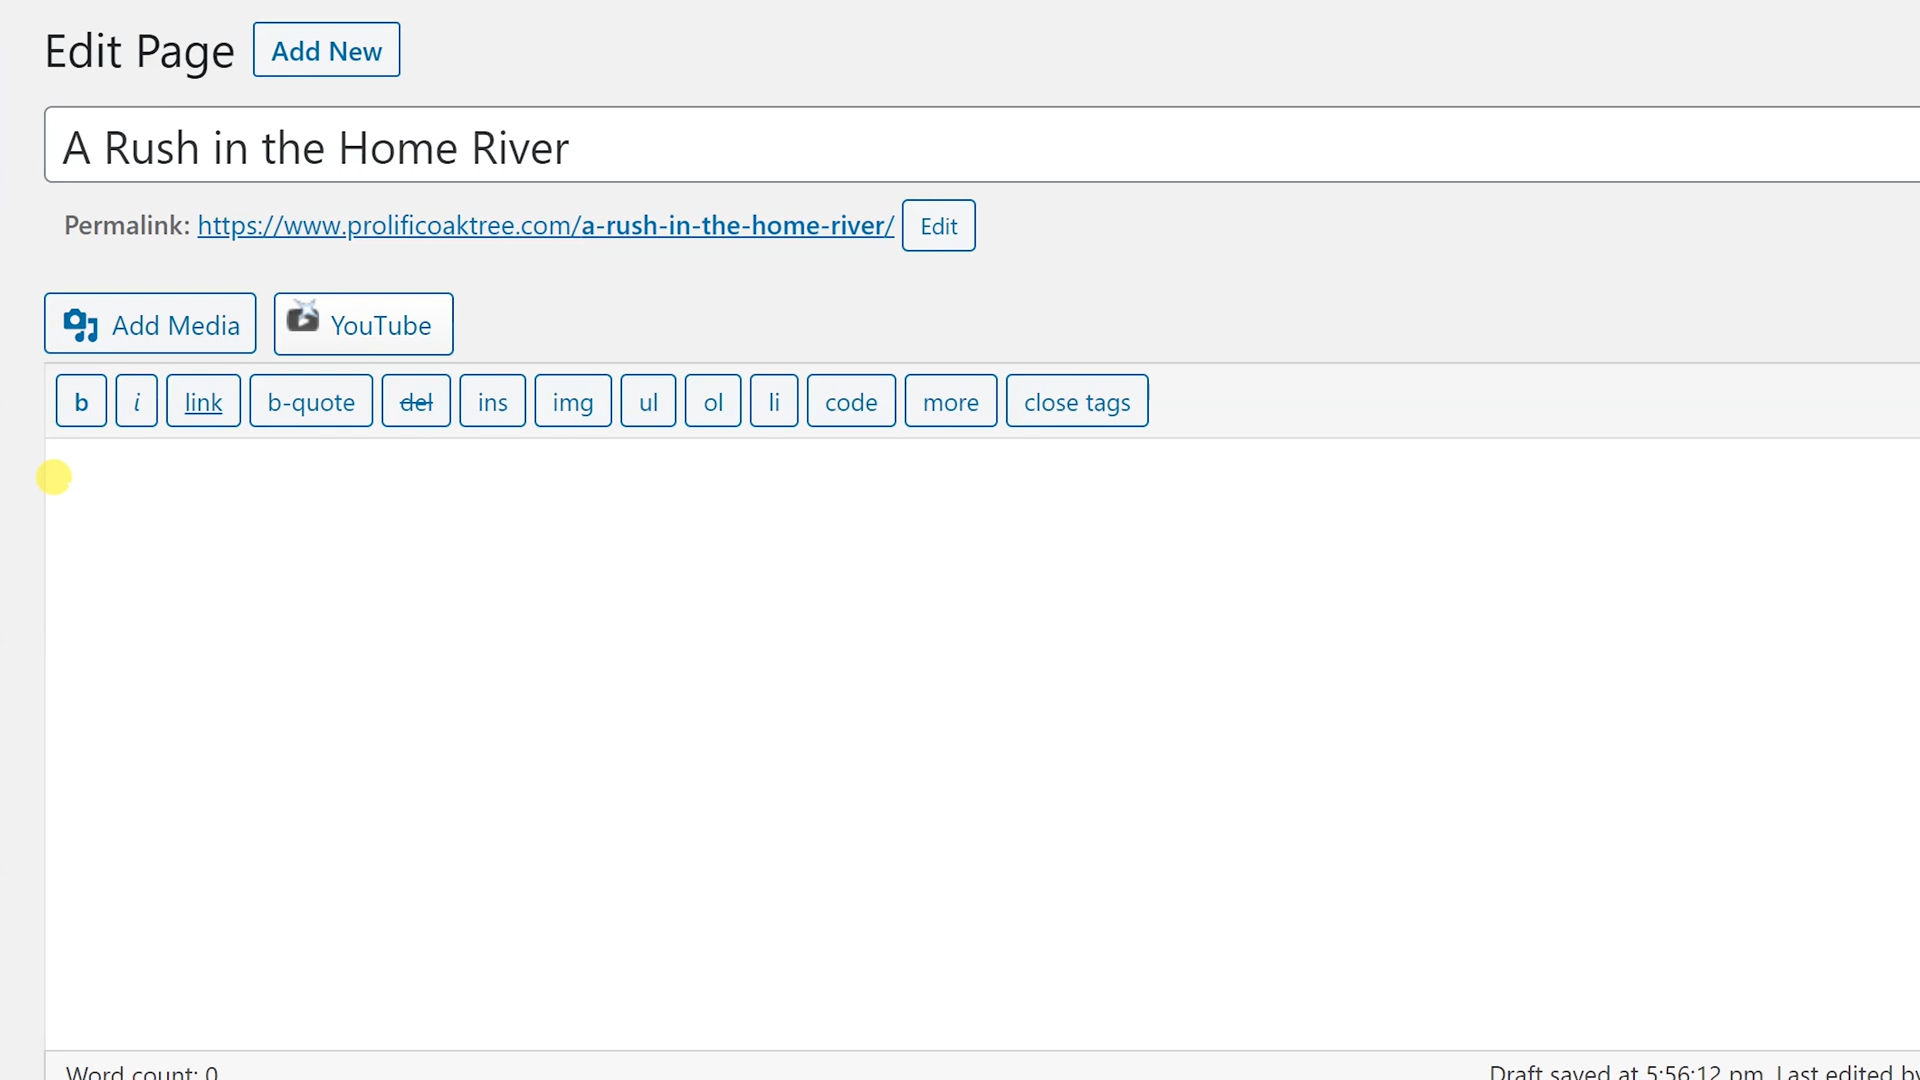 Edit Page Add New
A Rush in the Home River
Permalink: https://www.prolificoaktree.com/a-rush-in-the-home-river/ Edit
Add Media YouTube
b i link b-quote del ins img ul ol li code more close tags
Word count: 0 Draft saved at 5:56:12 pm. Last edited by